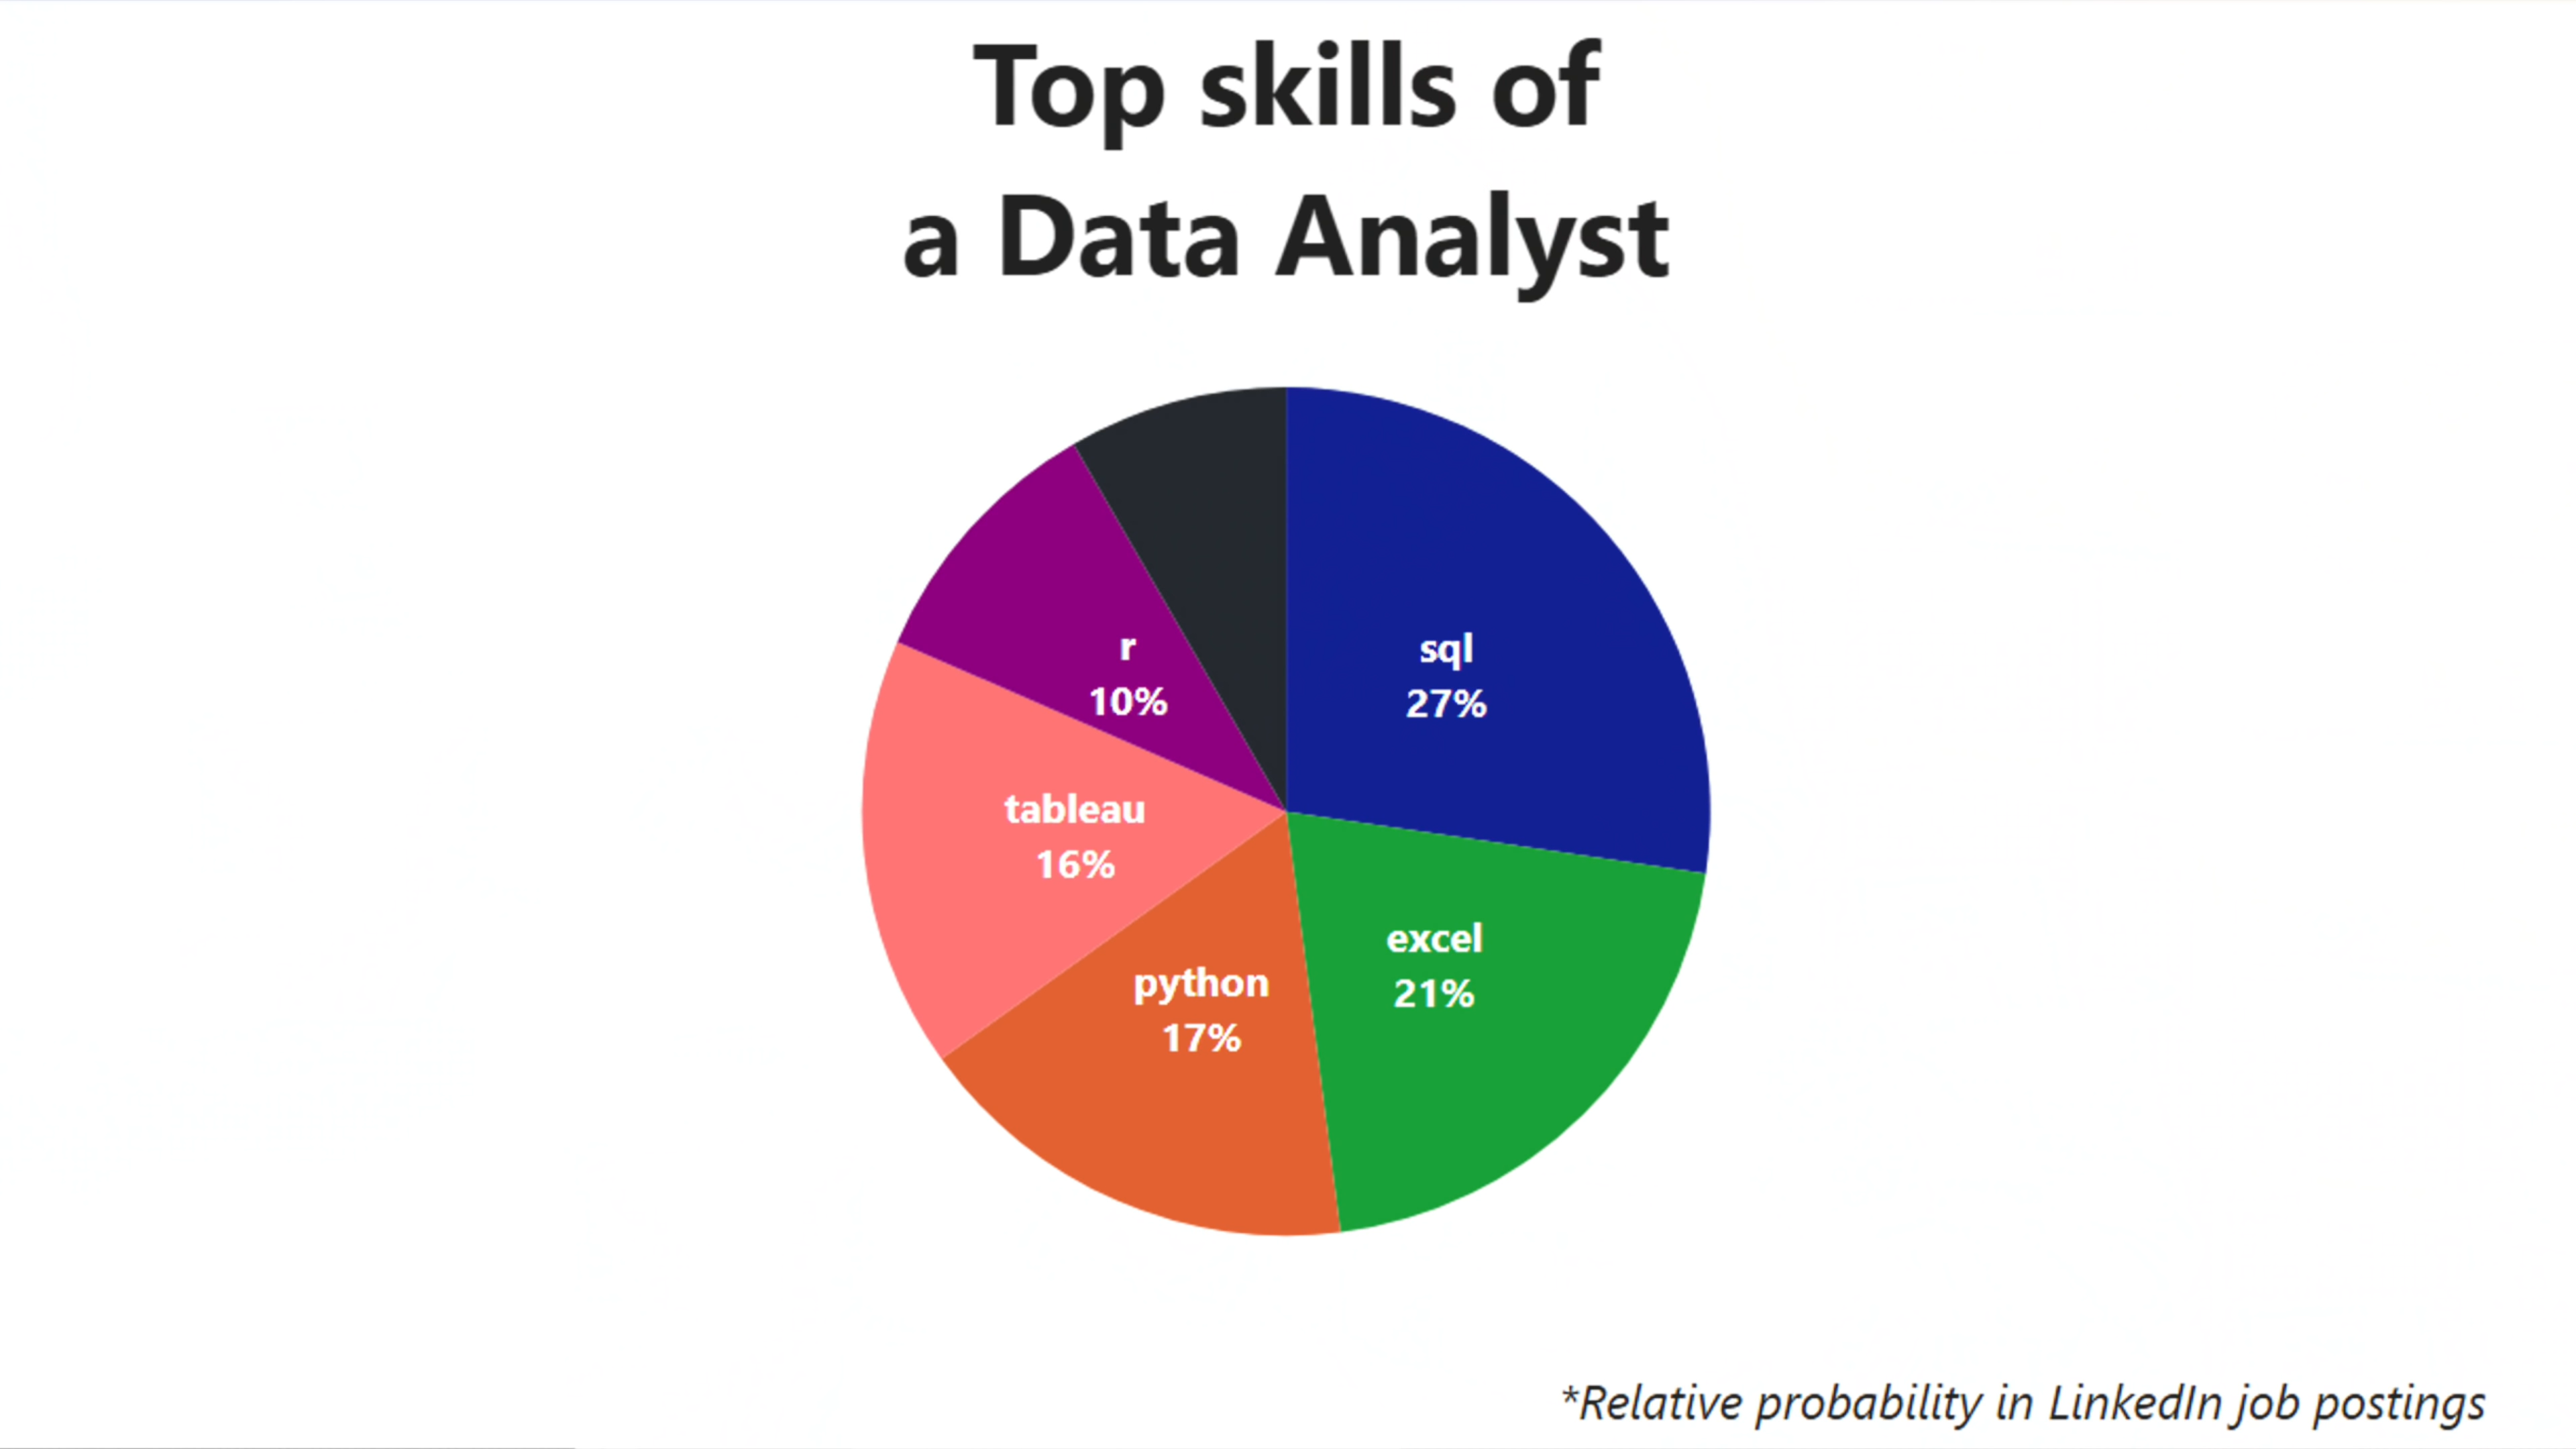 Top skills of
a Data Analyst
sql
27%
excel
21%
python
17%
tableau
16%
r
10%
*Relative probability in LinkedIn job postings